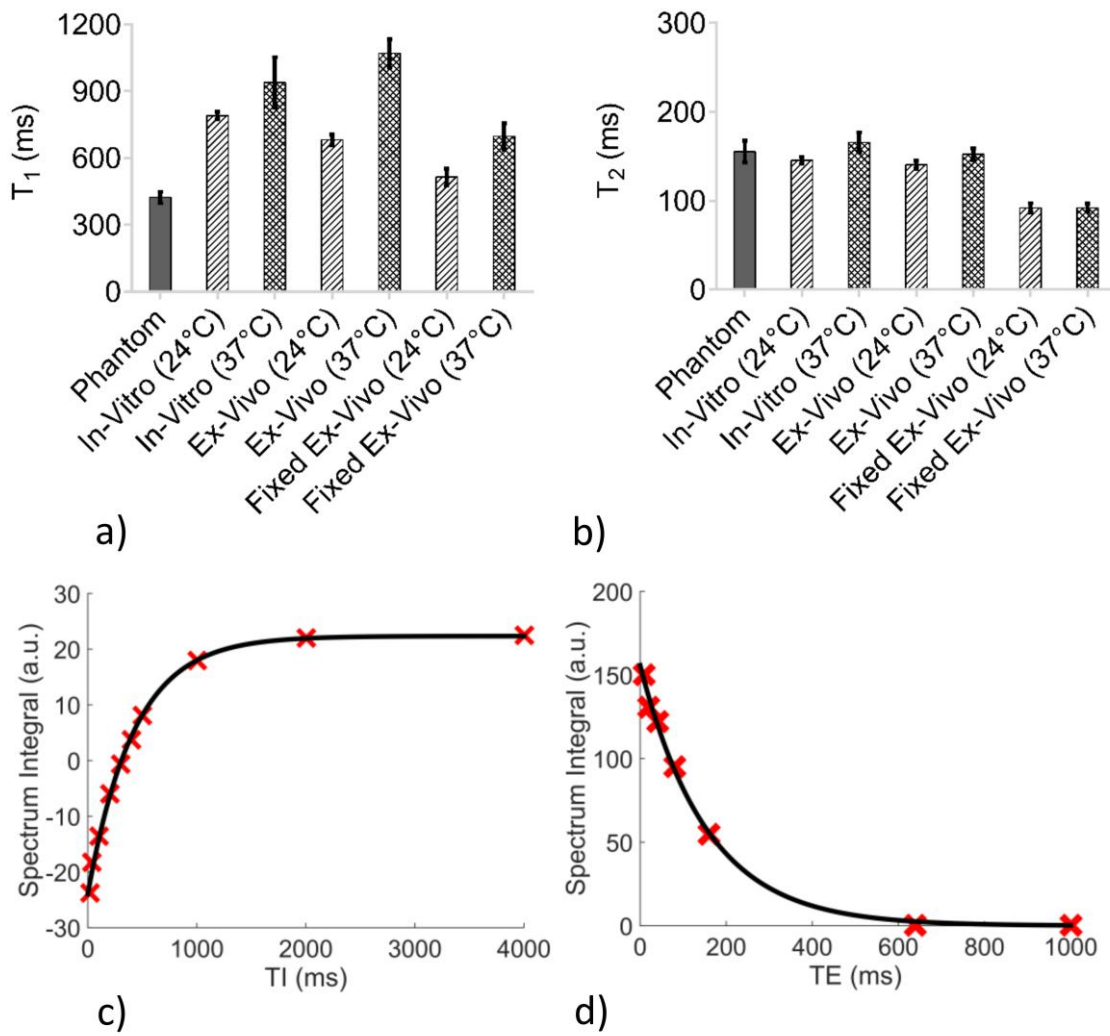 1200
900
600
300
0
T1 (ms)
Phantom
In-Vitro (24°C)
In-Vitro (37°C)
Ex-Vivo (24°C)
Ex-Vivo (37°C)
Fixed Ex-Vivo (24°C)
Fixed Ex-Vivo (37°C)
a)
300
200
100
0
T2 (ms)
Phantom
In-Vitro (24°C)
In-Vitro (37°C)
Ex-Vivo (24°C)
Ex-Vivo (37°C)
Fixed Ex-Vivo (24°C)
Fixed Ex-Vivo (37°C)
b)
30
20
10
0
-10
-20
-30
Spectrum Integral (a.u.)
0 1000 2000 3000 4000
TI (ms)
c)
200
150
100
50
0
Spectrum Integral (a.u.)
0 200 400 600 800 1000
TE (ms)
d)